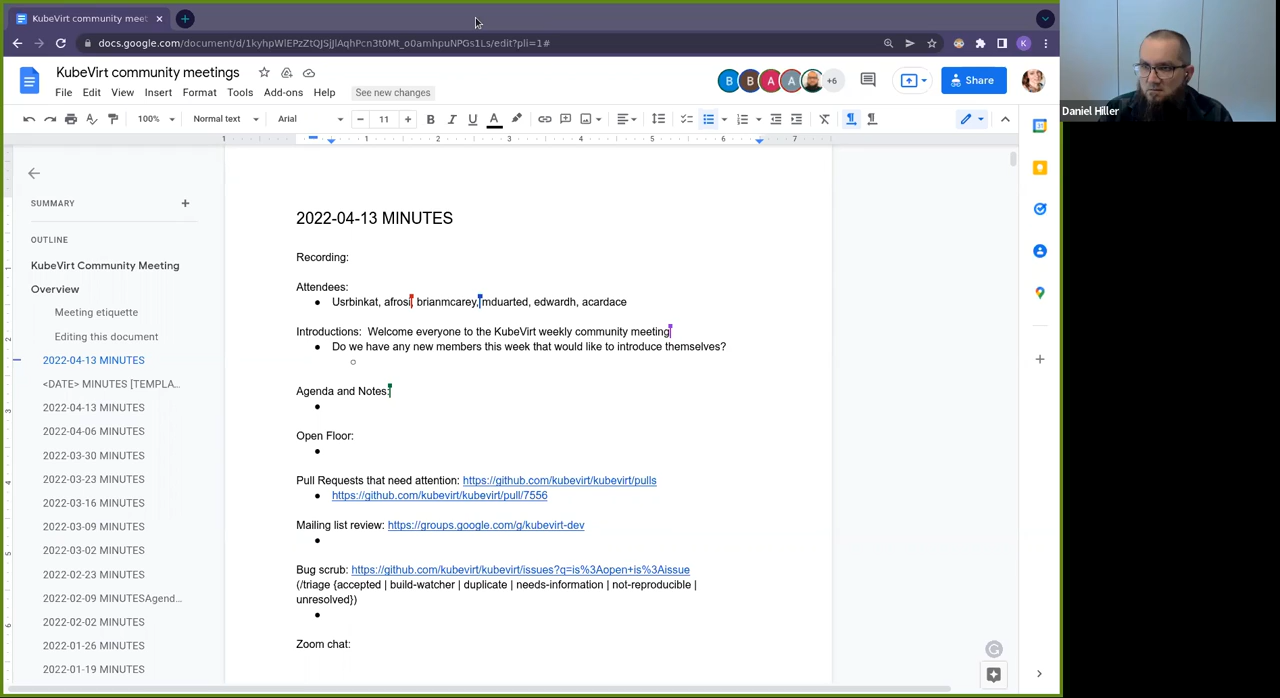 KubeVirt community meet
docs.google.com/document/d/1kyhpWlEPzZtQJSjJlAqhPcn3t0Mt_o0amhpuNPGs1Ls/edit?pli=1#
K
KubeVirt community meetings
File Edit View Insert Format Tools Add-ons Help See new changes
B B A A +6
Share
100% Normal text Arial 11
1 1 2 3 4 5 6 7
SUMMARY
OUTLINE
KubeVirt Community Meeting
Overview
Meeting etiquette
Editing this document
2022-04-13 MINUTES
<DATE> MINUTES [TEMPLA...
2022-04-13 MINUTES
2022-04-06 MINUTES
2022-03-30 MINUTES
2022-03-23 MINUTES
2022-03-16 MINUTES
2022-03-09 MINUTES
2022-03-02 MINUTES
2022-02-23 MINUTES
2022-02-09 MINUTESAgend...
2022-02-02 MINUTES
2022-01-26 MINUTES
2022-01-19 MINUTES
2022-04-13 MINUTES
Recording:
Attendees:
Usrbinkat, afrosi, brianmcarey, mduarted, edwardh, acardace
Introductions: Welcome everyone to the KubeVirt weekly community meeting
Do we have any new members this week that would like to introduce themselves?
Agenda and Notes:
Open Floor:
Pull Requests that need attention: https://github.com/kubevirt/kubevirt/pulls
https://github.com/kubevirt/kubevirt/pull/7556
Mailing list review: https://groups.google.com/g/kubevirt-dev
Bug scrub: https://github.com/kubevirt/kubevirt/issues?q=is%3Aopen+is%3Aissue
(/triage {accepted | build-watcher | duplicate | needs-information | not-reproducible |
unresolved})
Zoom chat:
Daniel Hiller